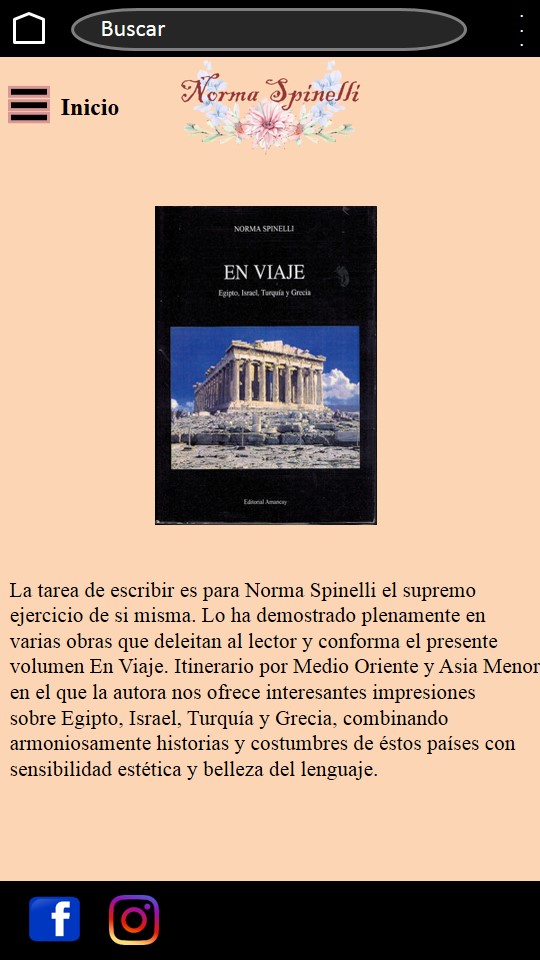 Buscar
Inicio
Norma Spinelli
NORMA SPINELLI
EN VIAJE
Egipto, Israel, Turquía y Grecia
Editorial Amancay
La tarea de escribir es para Norma Spinelli el supremo
ejercicio de si misma. Lo ha demostrado plenamente en
varias obras que deleitan al lector y conforma el presente
volumen En Viaje. Itinerario por Medio Oriente y Asia Menor
en el que la autora nos ofrece interesantes impresiones
sobre Egipto, Israel, Turquía y Grecia, combinando
armoniosamente historias y costumbres de éstos países con
sensibilidad estética y belleza del lenguaje.